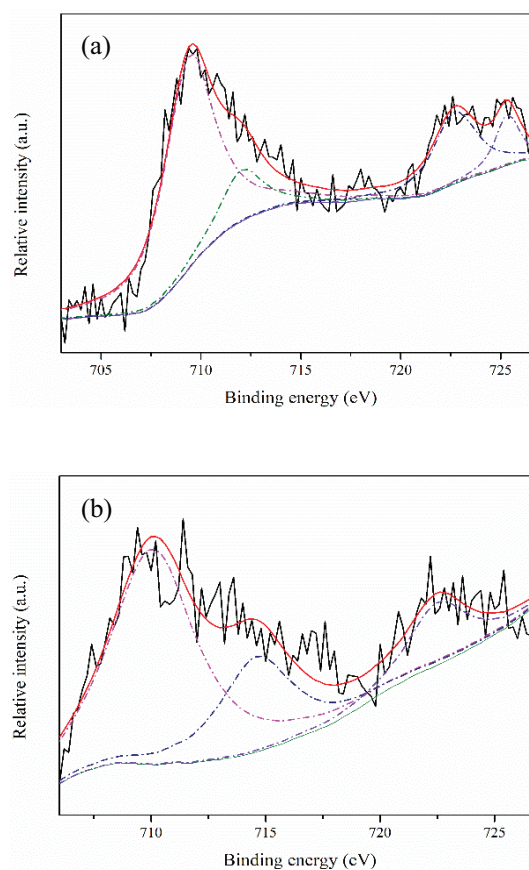 (a)
Relative intensity (a.u.)
705 710 715 720 725
Binding energy (eV)
(b)
Relative intensity (a.u.)
710 715 720 725
Binding energy (eV)